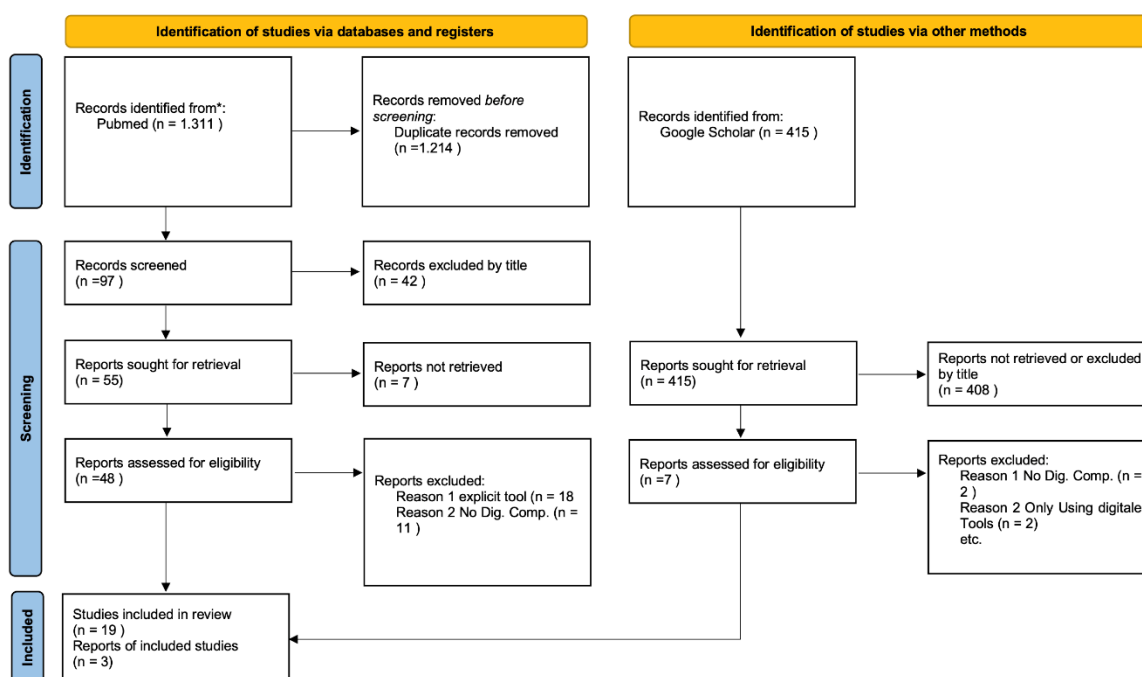 Identification of studies via databases and registers
Identification of studies via other methods
Identification
Records identified from*:
Pubmed (n = 1.311 )
Records removed before
screening:
Duplicate records removed
(n =1.214 )
Records identified from:
Google Scholar (n = 415 )
Screening
Records screened
(n =97 )
Records excluded by title
(n = 42 )
Reports sought for retrieval
(n = 55)
Reports not retrieved
(n = 7 )
Reports sought for retrieval
(n = 415)
Reports not retrieved or excluded
by title
(n = 408 )
Reports assessed for eligibility
(n =48 )
Reports excluded:
Reason 1 explicit tool (n = 18
Reason 2 No Dig. Comp. (n =
11 )
Reports assessed for eligibility
(n =7 )
Reports excluded:
Reason 1 No Dig. Comp. (n =
2 )
Reason 2 Only Using digitale
Tools (n = 2)
etc.
Included
Studies included in review
(n = 19 )
Reports of included studies
(n = 3)